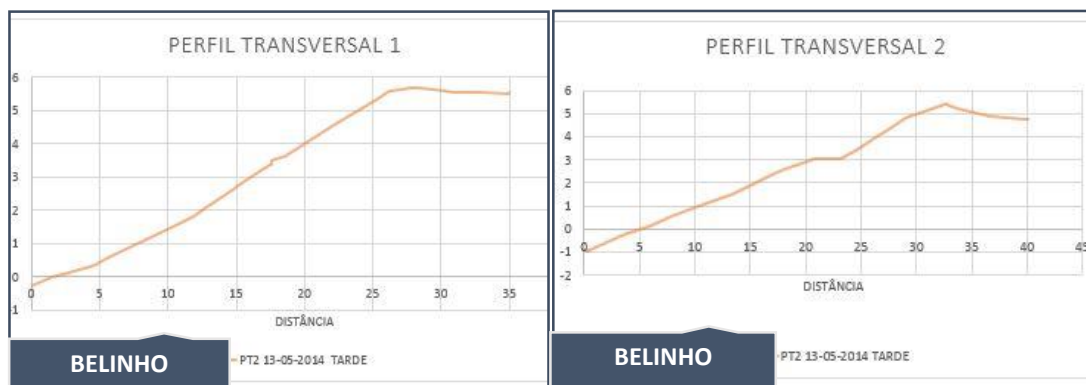 PERFIL TRANSVERSAL 1
6
5
4
3
2
1
0
-1
0 5 10 15 20 25 30 35
DISTÂNCIA
PT2 13-05-2014 TARDE
BELINHO
PERFIL TRANSVERSAL 2
6
5
4
3
2
1
0
-1
-2
0 5 10 15 20 25 30 35 40 45
DISTÂNCIA
PT2 13-05-2014 TARDE
BELINHO